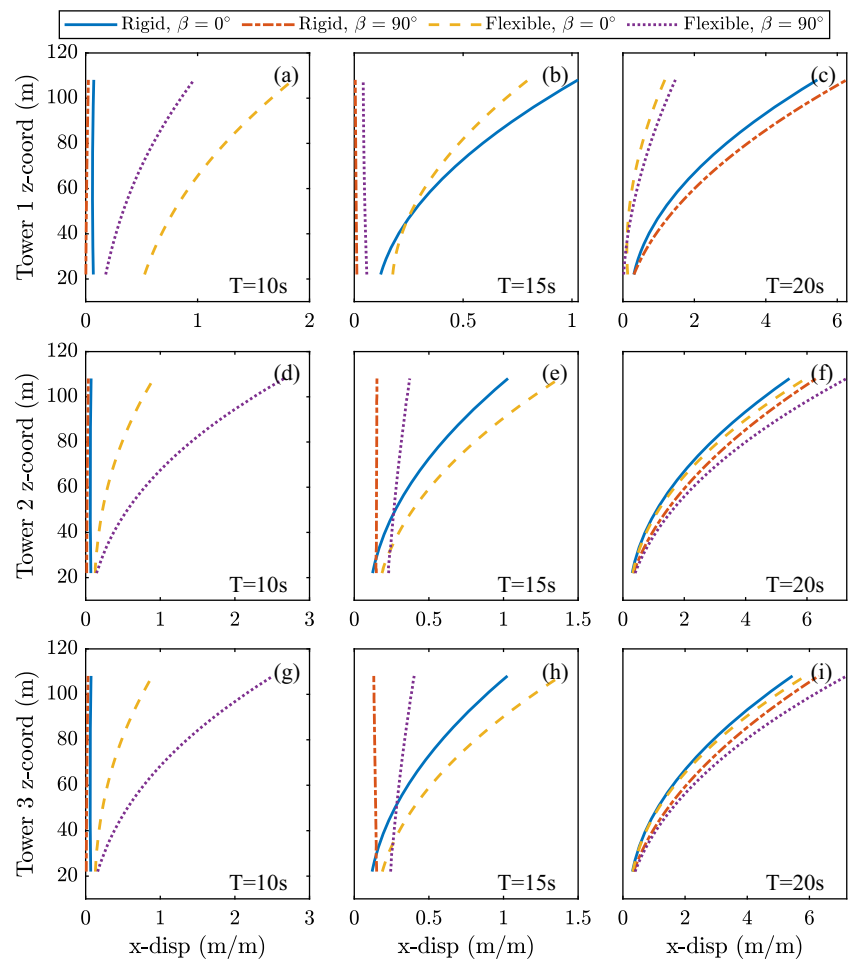 Rigid, β = 0° Rigid, β = 90° Flexible, β = 0° Flexible, β = 90°
120
100
80
60
40
20
Tower 1 z-coord (m)
(a)
T=10s
0 1 2
(b)
T=15s
0 0.5 1
(c)
T=20s
0 2 4 6
120
100
80
60
40
20
Tower 2 z-coord (m)
(d)
T=10s
0 1 2 3
(e)
T=15s
0 0.5 1 1.5
(f)
T=20s
0 2 4 6
120
100
80
60
40
20
Tower 3 z-coord (m)
(g)
T=10s
0 1 2 3
x-disp (m/m)
(h)
T=15s
0 0.5 1 1.5
x-disp (m/m)
(i)
T=20s
0 2 4 6
x-disp (m/m)